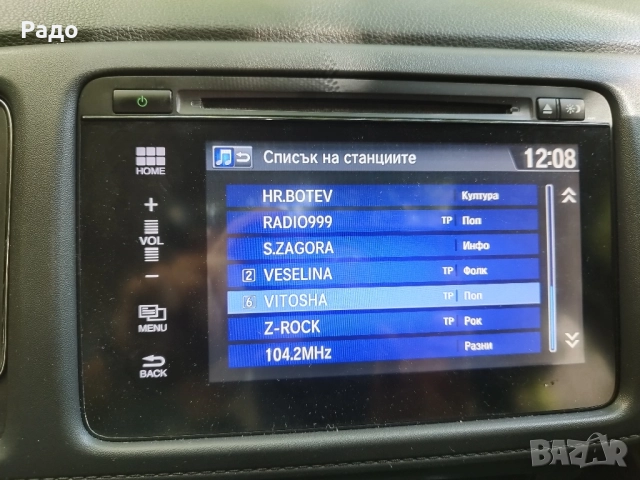 Радо
HOME
+
VOL
−
MENU
BACK
Списък на станциите
12:08
HR.BOTEV Култура
RADIO999 TP Поп
S.ZAGORA Инфо
2 VESELINA TP Фолк
6 VITOSHA TP Поп
Z-ROCK TP Рок
104.2MHz Разни
BAZAR